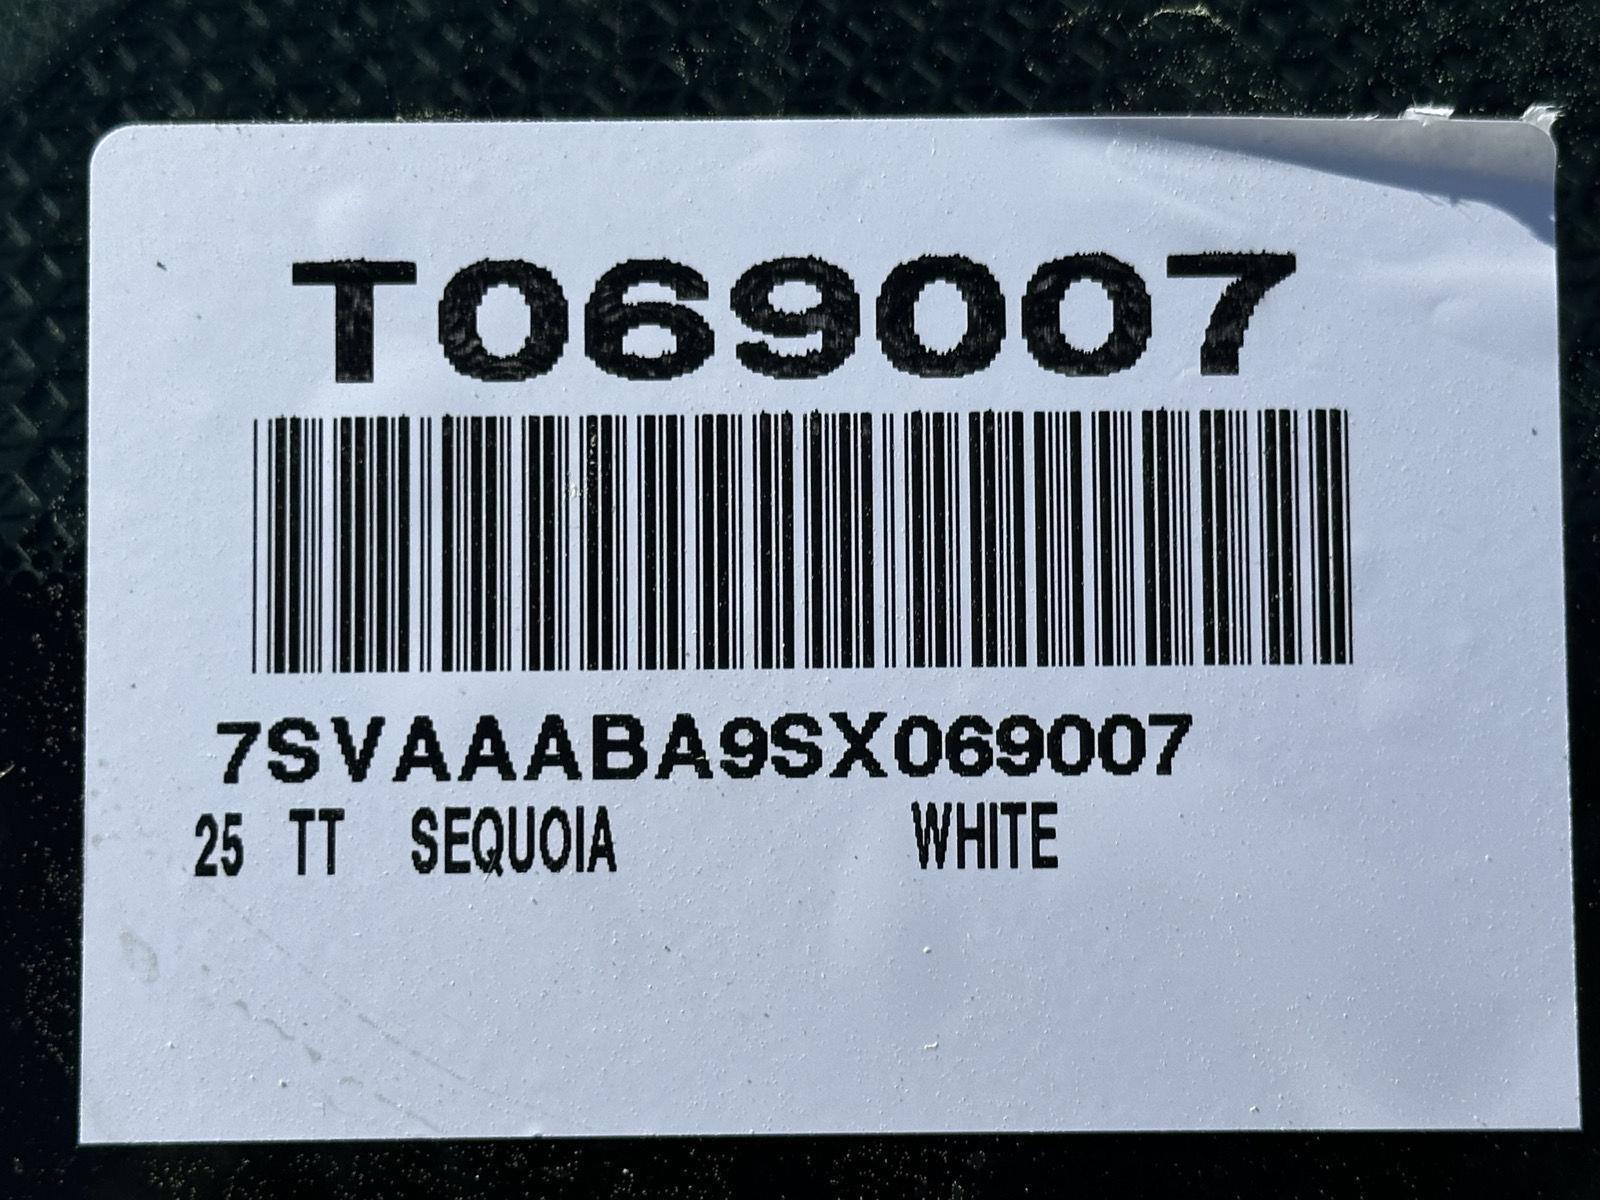 T069007
7SVAAABA9SX069007
25 TT SEQUOIA WHITE